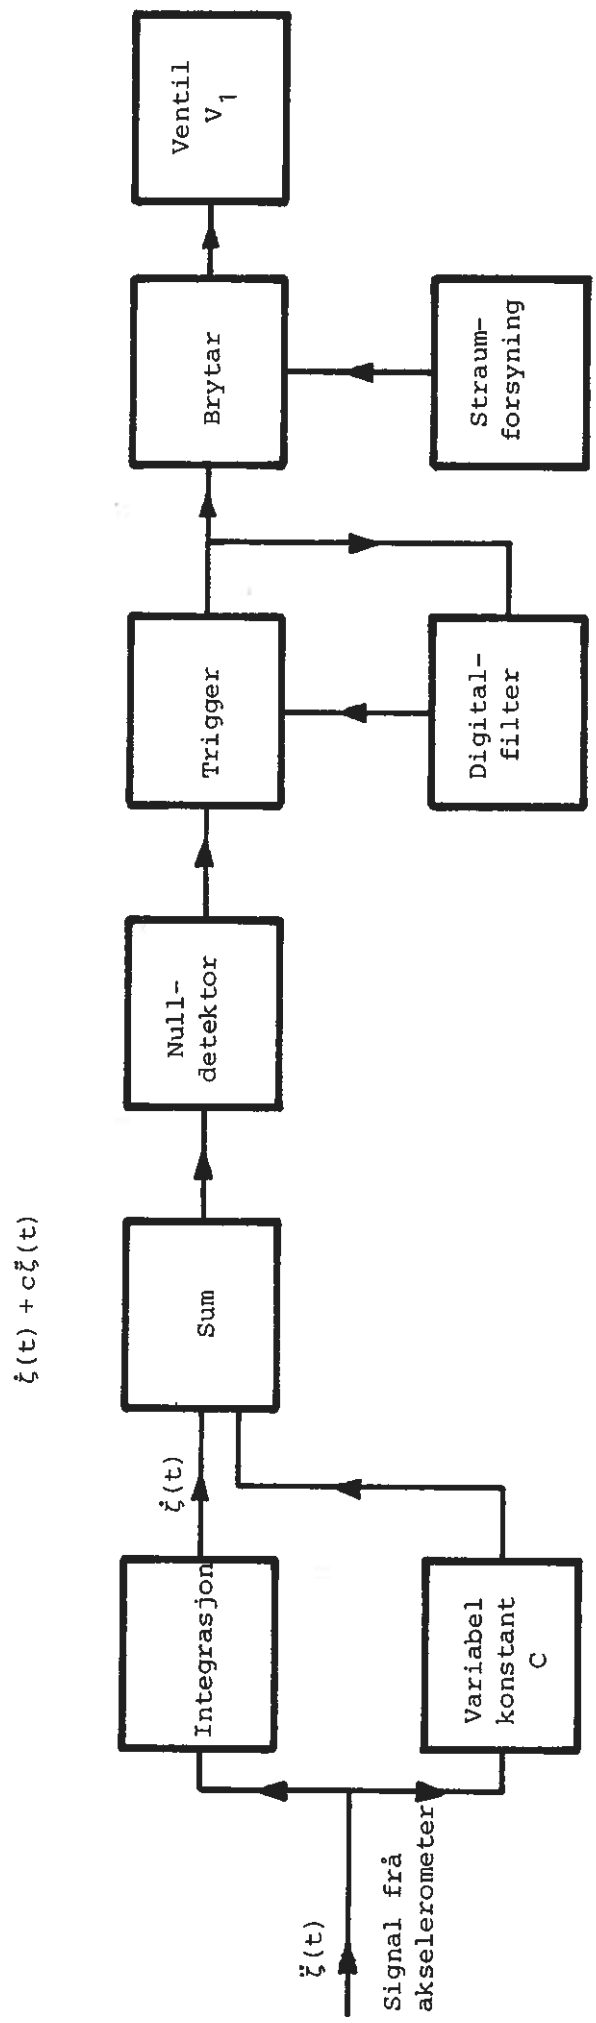 ζ̈(t)
Signal frå
akselerometer
Integrasjon
Variabel
konstant
C
ζ̇(t)
Sum
ζ̇(t) + cζ̈(t)
Null-
detektor
Trigger
Digital-
filter
Brytar
Straum-
forsyning
Ventil
V₁